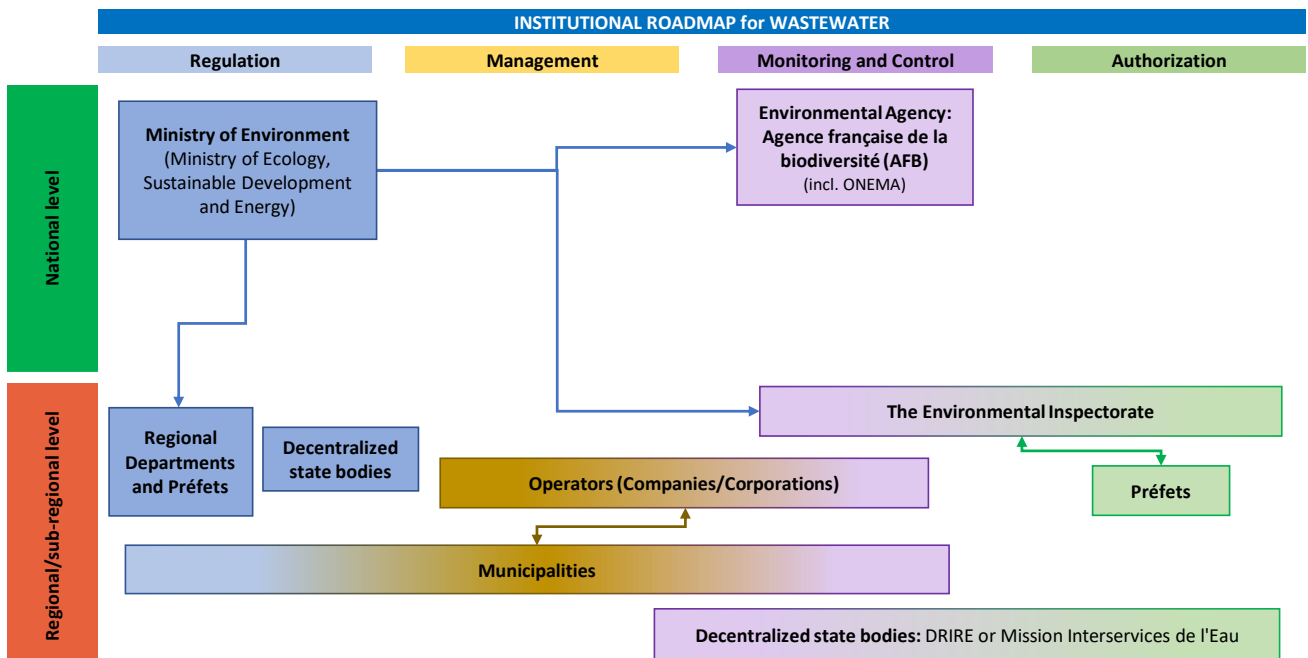 INSTITUTIONAL ROADMAP for WASTEWATER
Regulation
Management
Monitoring and Control
Authorization
National level
Ministry of Environment
(Ministry of Ecology,
Sustainable Development
and Energy)
Environmental Agency:
Agence française de la
biodiversité (AFB)
(incl. ONEMA)
Regional/sub-regional level
Regional
Departments
and Préfets
Decentralized
state bodies
The Environmental Inspectorate
Operators (Companies/Corporations)
Préfets
Municipalities
Decentralized state bodies: DRIRE or Mission Interservices de l'Eau